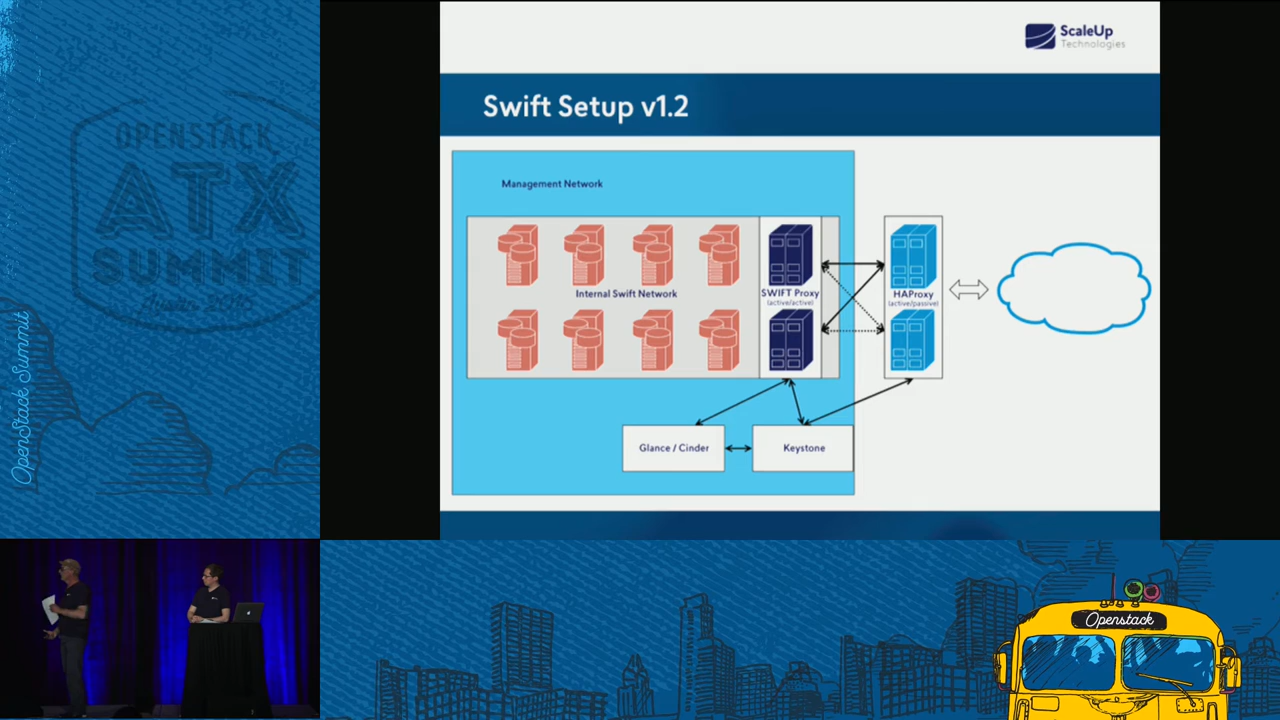 OPENSTACK
ATX
SUMMIT
OpenStack Summit
ScaleUp
Technologies
Swift Setup v1.2
Management Network
Internal Swift Network
SWIFT Proxy
(active/active)
HAProxy
(active/passive)
Glance / Cinder
Keystone
Openstack